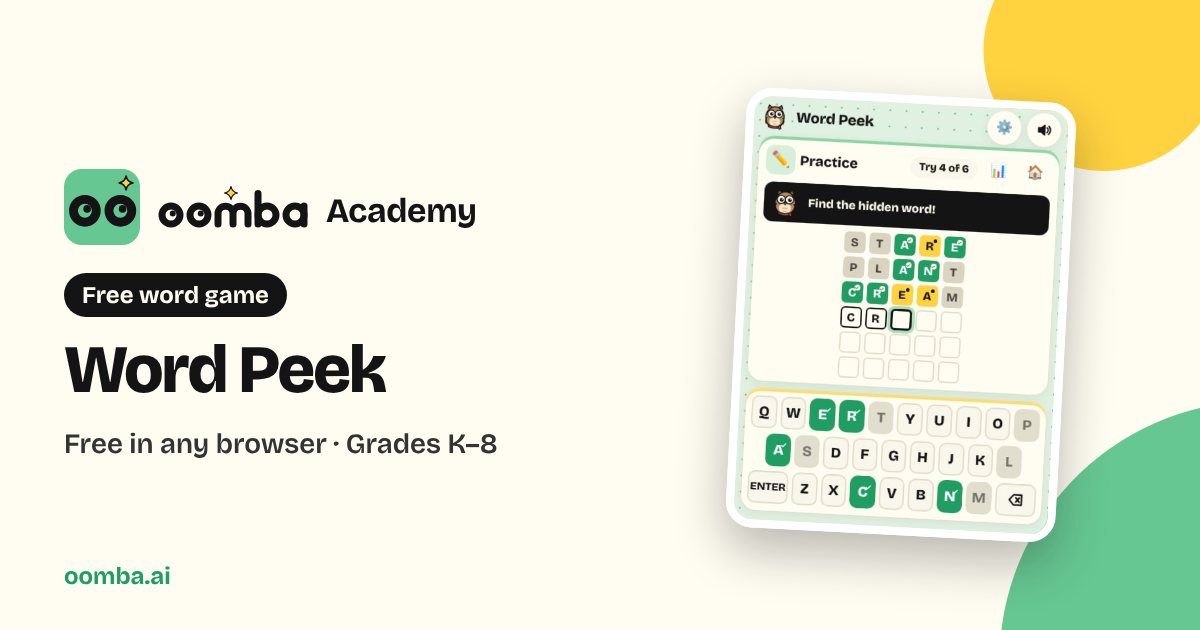 oomba Academy
Free word game
Word Peek
Free in any browser · Grades K–8
oomba.ai
Word Peek
Practice
Try 4 of 6
Find the hidden word!
S T A R E
P L A N T
C R E A M
C R
Q W E R T Y U I O P
A S D F G H J K L
ENTER Z X C V B N M